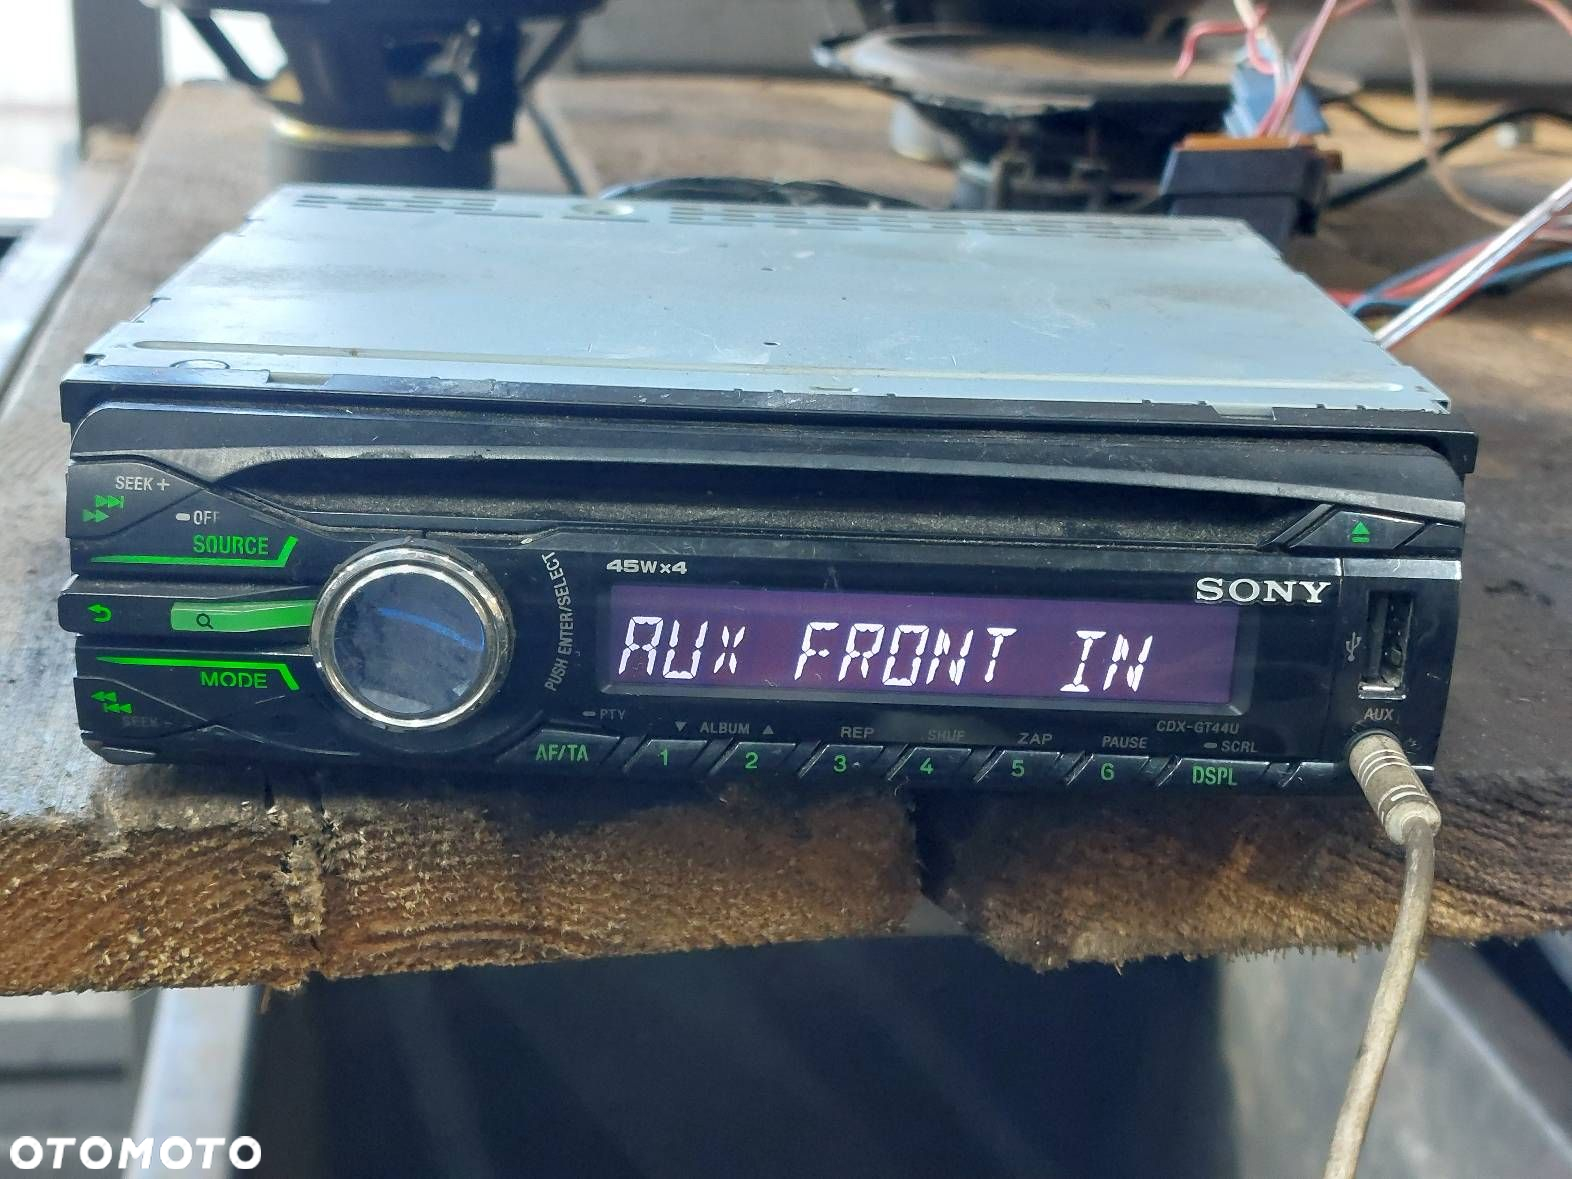 SEEK +
OFF
SOURCE
MODE
SEEK -
PUSH ENTER/SELECT
45W x 4
SONY
AUX FRONT IN
AUX
CDX-GT44U
PTY
ALBUM
REP
SHUF
ZAP
PAUSE
SCRL
AF/TA
1
2
3
4
5
6
DSPL
OTOMOTO